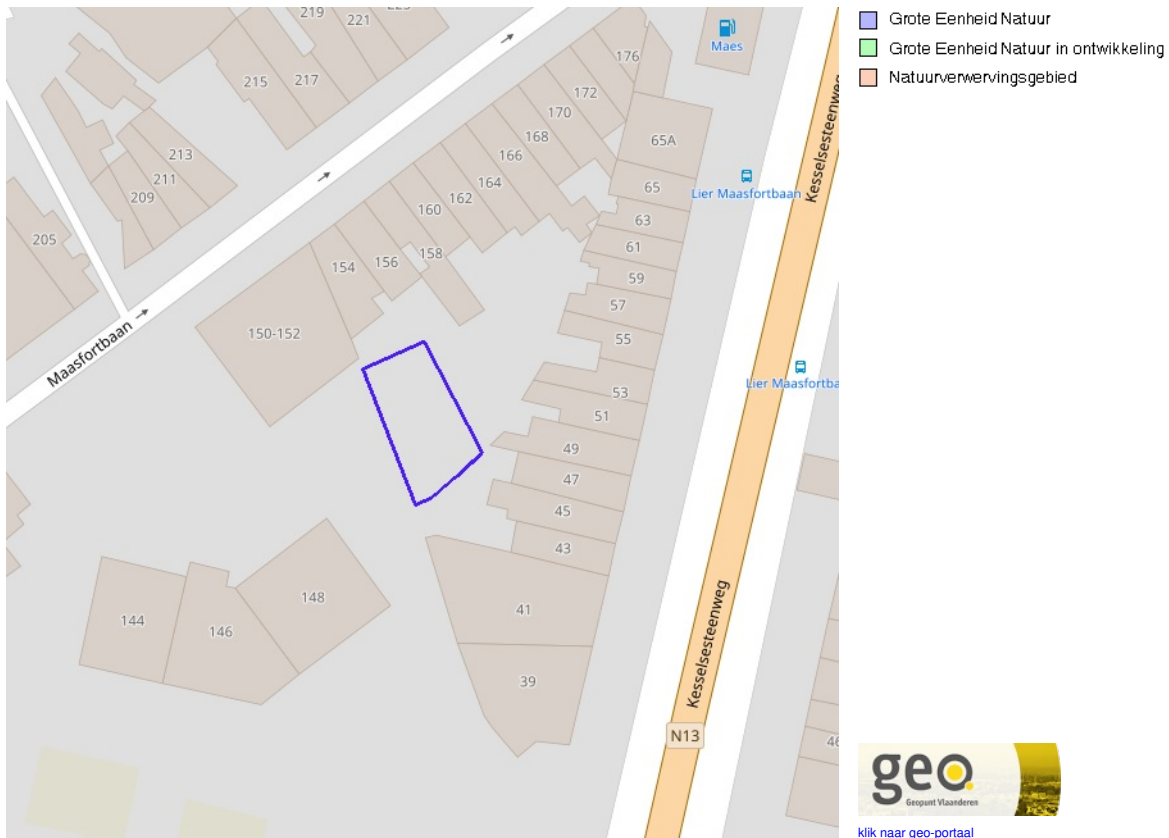 219
221
215
217
213
211
209
205
Maes
176
172
170
168
166
164
162
160
158
156
154
150-152
Maasfortbaan
65A
65
63
61
59
57
55
53
51
49
47
45
43
41
39
Lier Maasfortbaan
Kesselsesteenweg
Lier Maasfortba
144
146
148
Kesselsesteenweg
N13
46
Grote Eenheid Natuur
Grote Eenheid Natuur in ontwikkeling
Natuurverwervingsgebied
geo.
Geopunt Vlaanderen
klik naar geo-portaal